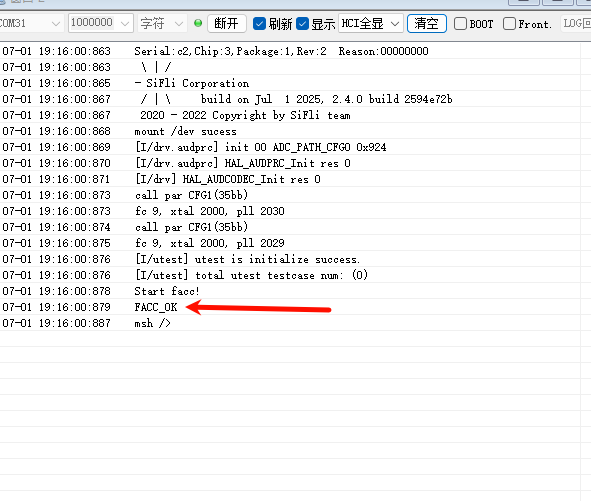 COM31 1000000 字符 断开 刷新 显示 HCI全显 清空 BOOT Front. LOG回
07-01 19:16:00:863 Serial:c2,Chip:3,Package:1,Rev:2 Reason:00000000
07-01 19:16:00:863 \ | /
07-01 19:16:00:865 - SiFli Corporation
07-01 19:16:00:867 / | \ build on Jul 1 2025, 2.4.0 build 2594e72b
07-01 19:16:00:867 2020 - 2022 Copyright by SiFli team
07-01 19:16:00:868 mount /dev sucess
07-01 19:16:00:869 [I/drv.audprc] init 00 ADC_PATH_CFG0 0x924
07-01 19:16:00:870 [I/drv.audprc] HAL_AUDPRC_Init res 0
07-01 19:16:00:871 [I/drv] HAL_AUDCODEC_Init res 0
07-01 19:16:00:873 call par CFG1(35bb)
07-01 19:16:00:873 fc 9, xtal 2000, pll 2030
07-01 19:16:00:874 call par CFG1(35bb)
07-01 19:16:00:875 fc 9, xtal 2000, pll 2029
07-01 19:16:00:876 [I/utest] utest is initialize success.
07-01 19:16:00:876 [I/utest] total utest testcase num: (0)
07-01 19:16:00:878 Start facc!
07-01 19:16:00:879 FACC_OK
07-01 19:16:00:887 msh />